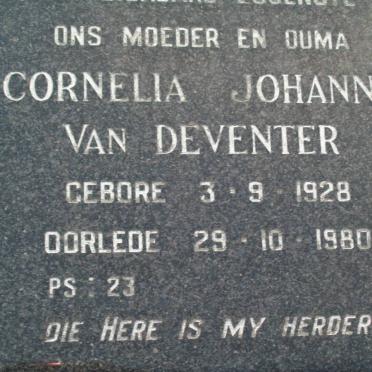 ONS MOEDER EN OUMA
CORNELIA JOHANN
VAN DEVENTER
GEBORE 3·9·1928
OORLEDE 29·10·1980
PS: 23
DIE HERE IS MY HERDER